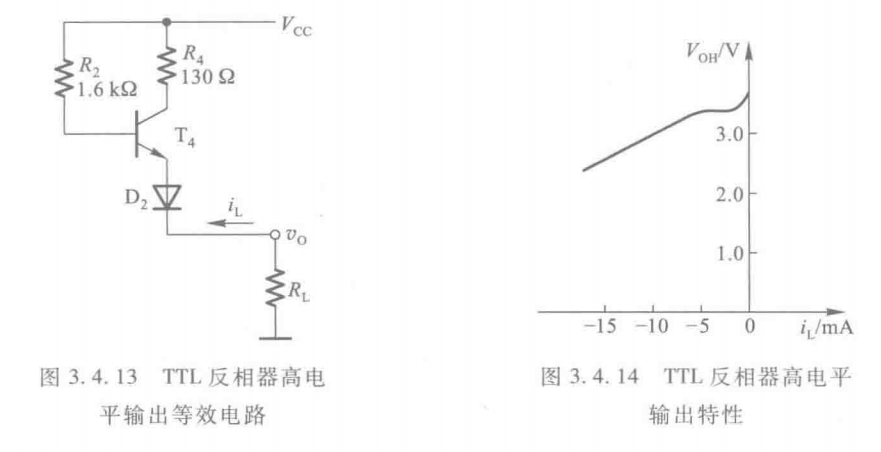 V_CC
R_2
1.6 kΩ
R_4
130 Ω
T_4
D_2
i_L
v_O
R_L
图 3.4.13 TTL 反相器高电
平输出等效电路
V_OH/V
3.0
2.0
1.0
−15 −10 −5 0 i_L/mA
图 3.4.14 TTL 反相器高电平
输出特性